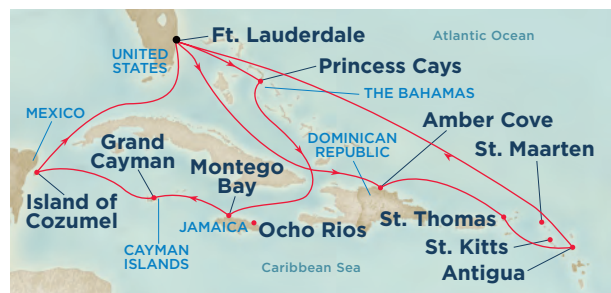 Ft. Lauderdale
Atlantic Ocean
UNITED
STATES
Princess Cays
THE BAHAMAS
MEXICO
Amber Cove
DOMINICAN
REPUBLIC
St. Maarten
Grand
Cayman
Montego
Bay
Island of
Cozumel
JAMAICA
Ocho Rios
St. Thomas
CAYMAN
ISLANDS
St. Kitts
Caribbean Sea
Antigua